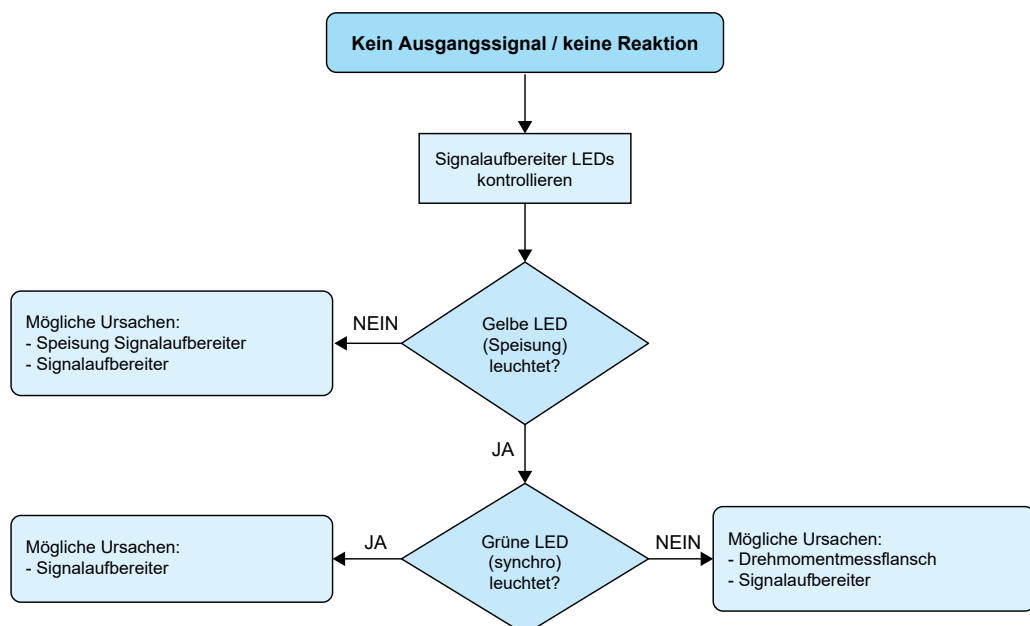 Kein Ausgangssignal / keine Reaktion
Signalaufbereiter LEDs
kontrollieren
Gelbe LED
(Speisung)
leuchtet?
NEIN
Mögliche Ursachen:
- Speisung Signalaufbereiter
- Signalaufbereiter
JA
Grüne LED
(synchro)
leuchtet?
JA
Mögliche Ursachen:
- Signalaufbereiter
NEIN
Mögliche Ursachen:
- Drehmomentmessflansch
- Signalaufbereiter